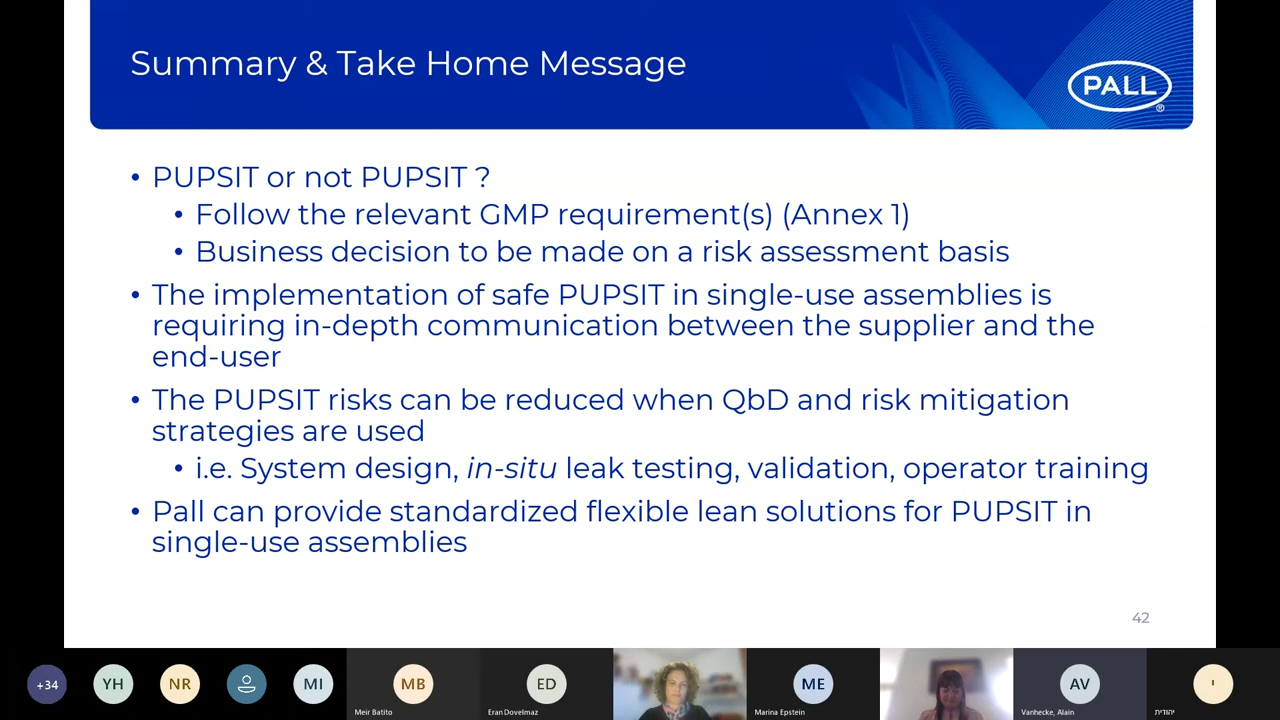 Summary & Take Home Message
PALL
®
• PUPSIT or not PUPSIT ?
• Follow the relevant GMP requirement(s) (Annex 1)
• Business decision to be made on a risk assessment basis
• The implementation of safe PUPSIT in single-use assemblies is
requiring in-depth communication between the supplier and the
end-user
• The PUPSIT risks can be reduced when QbD and risk mitigation
strategies are used
• i.e. System design, in-situ leak testing, validation, operator training
• Pall can provide standardized flexible lean solutions for PUPSIT in
single-use assemblies
42
+34
YH
NR
MI
MB
Meir Batito
ED
Eran Dovelmaz
ME
Marina Epstein
AV
Vanhecke, Alain
י
יהודית